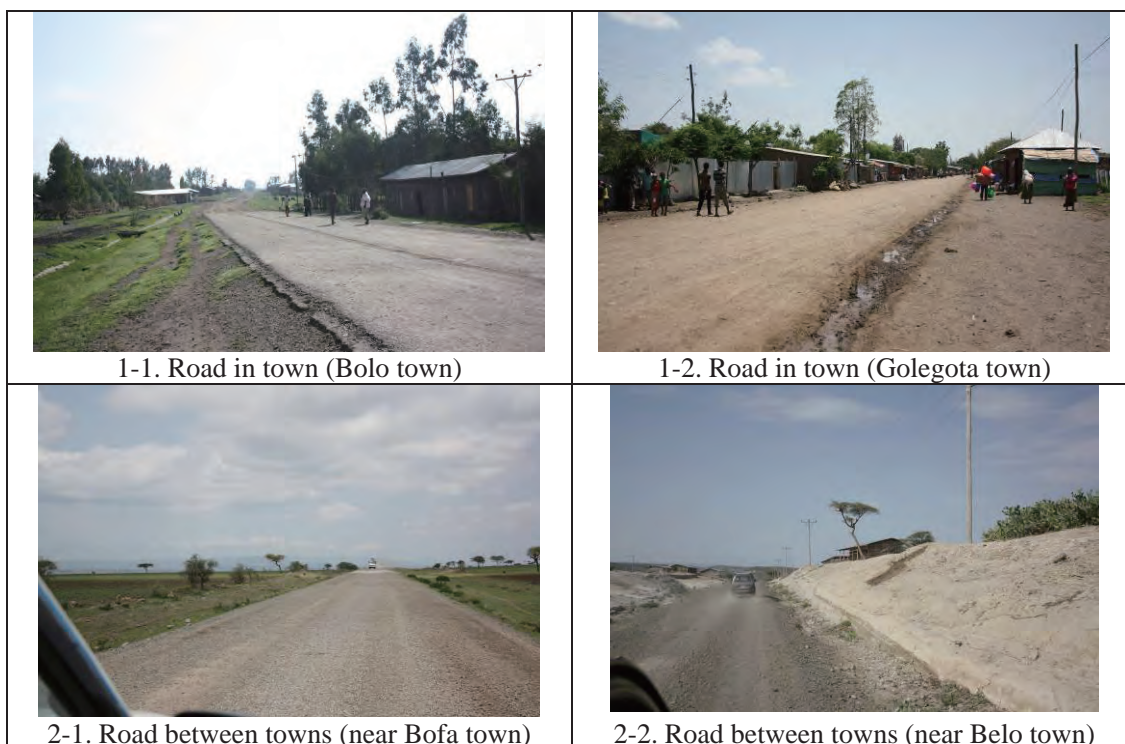 1-1. Road in town (Bolo town)
1-2. Road in town (Golegota town)
2-1. Road between towns (near Bofa town)
2-2. Road between towns (near Belo town)